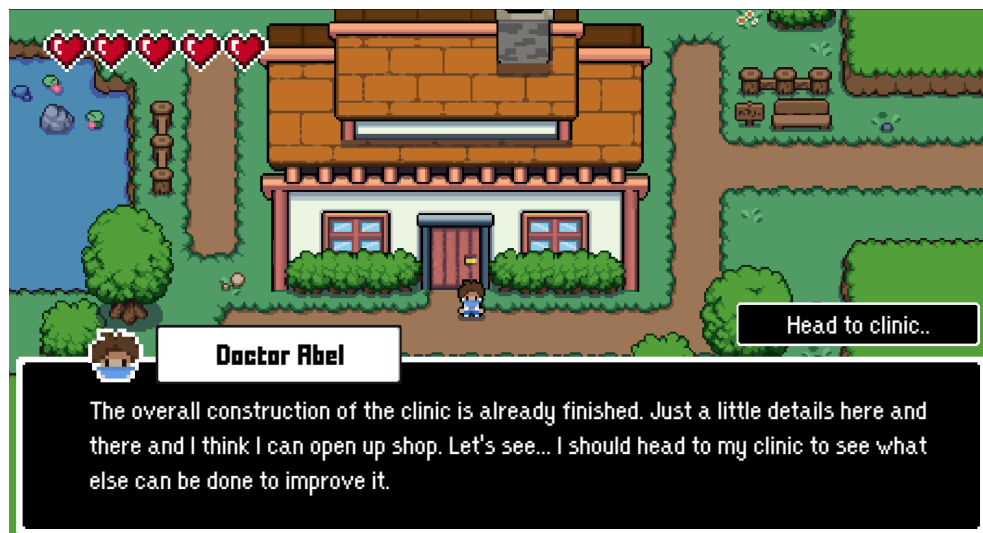 Head to clinic..
Doctor Abel
The overall construction of the clinic is already finished. Just a little details here and
there and I think I can open up shop. Let's see... I should head to my clinic to see what
else can be done to improve it.